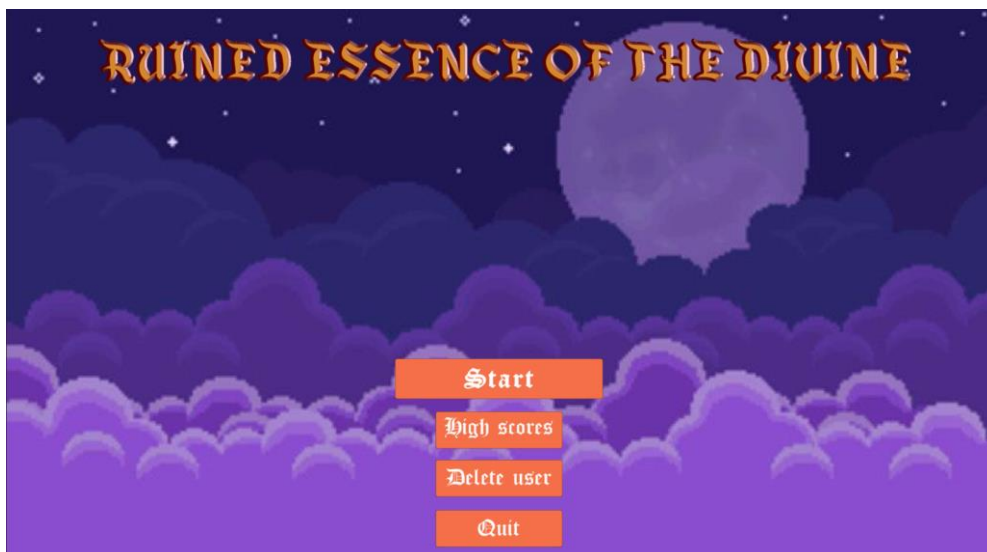 RUINED ESSENCE OF THE DIVINE
Start
High scores
Delete user
Quit